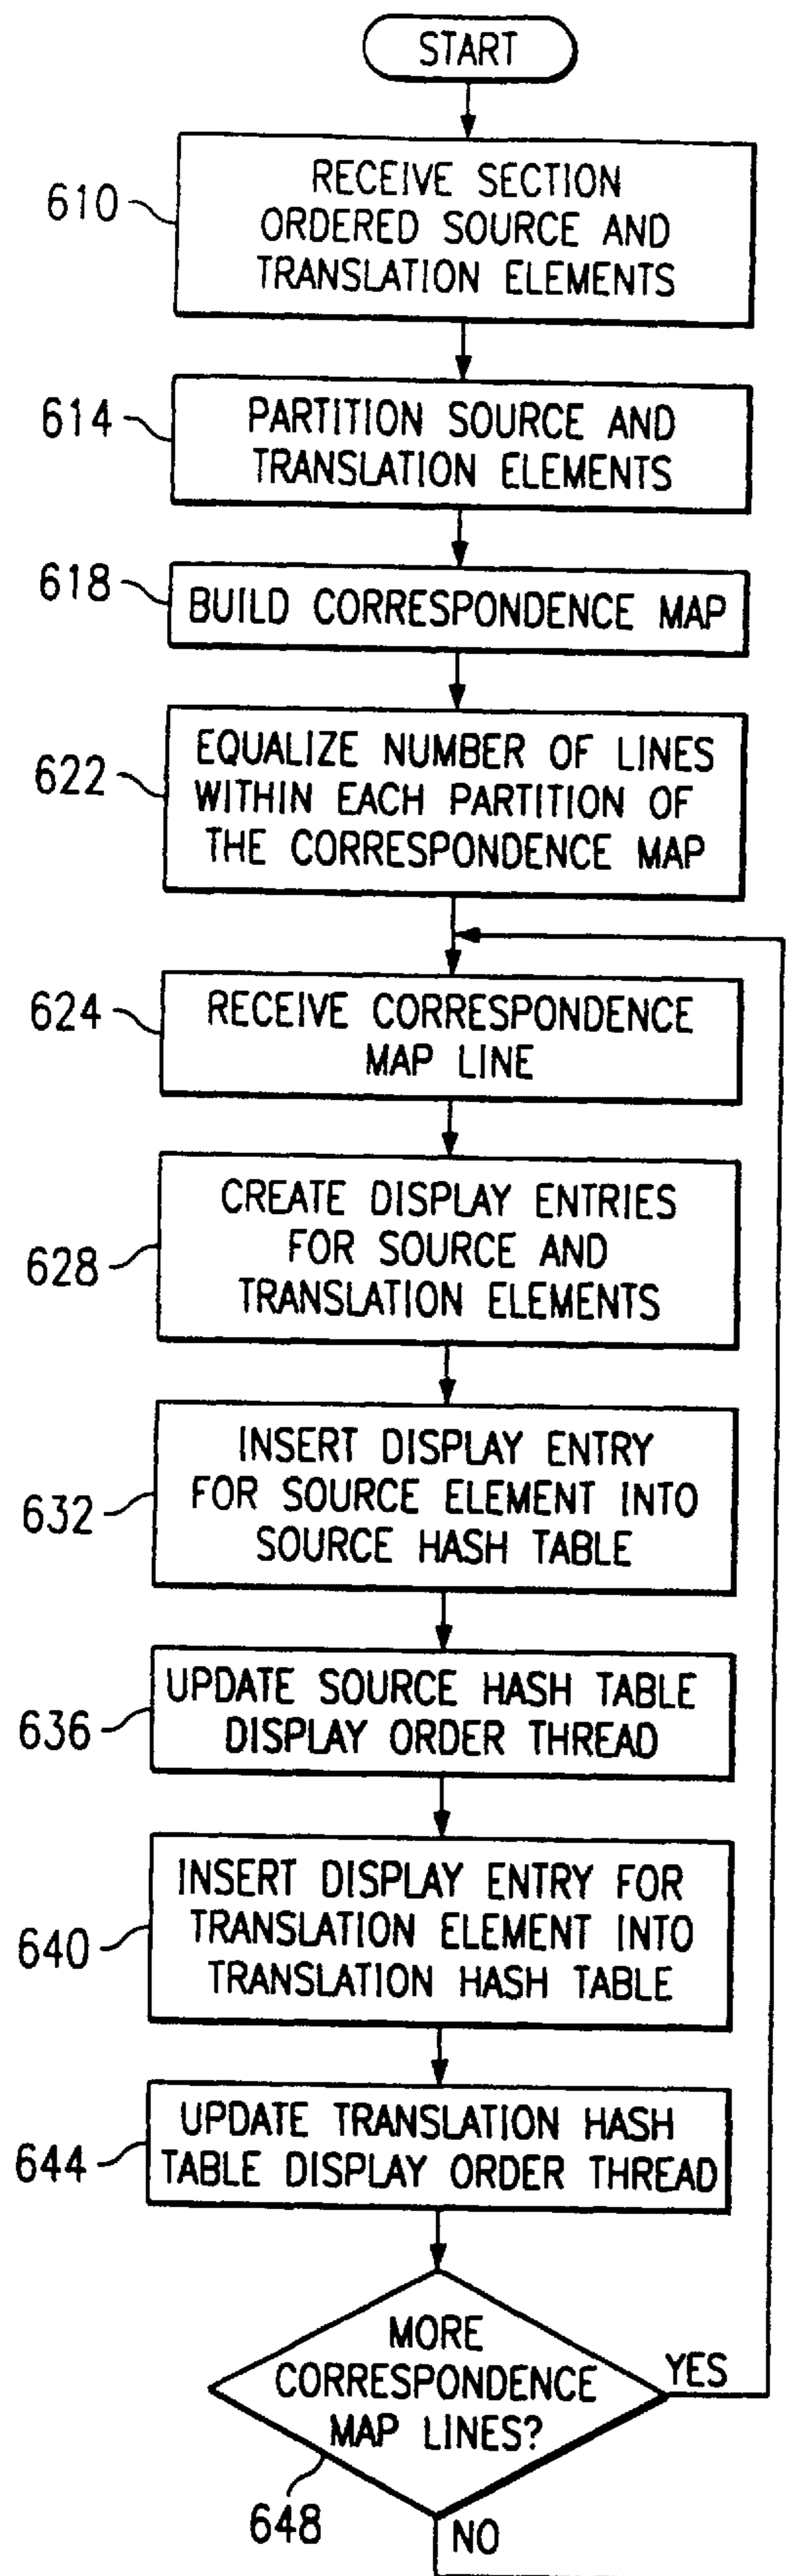 START
610
RECEIVE SECTION
ORDERED SOURCE AND
TRANSLATION ELEMENTS
614
PARTITION SOURCE AND
TRANSLATION ELEMENTS
618
BUILD CORRESPONDENCE MAP
622
EQUALIZE NUMBER OF LINES
WITHIN EACH PARTITION OF
THE CORRESPONDENCE MAP
624
RECEIVE CORRESPONDENCE
MAP LINE
628
CREATE DISPLAY ENTRIES
FOR SOURCE AND
TRANSLATION ELEMENTS
632
INSERT DISPLAY ENTRY
FOR SOURCE ELEMENT INTO
SOURCE HASH TABLE
636
UPDATE SOURCE HASH TABLE
DISPLAY ORDER THREAD
640
INSERT DISPLAY ENTRY FOR
TRANSLATION ELEMENT INTO
TRANSLATION HASH TABLE
644
UPDATE TRANSLATION HASH
TABLE DISPLAY ORDER THREAD
MORE
CORRESPONDENCE
MAP LINES?
YES
648
NO